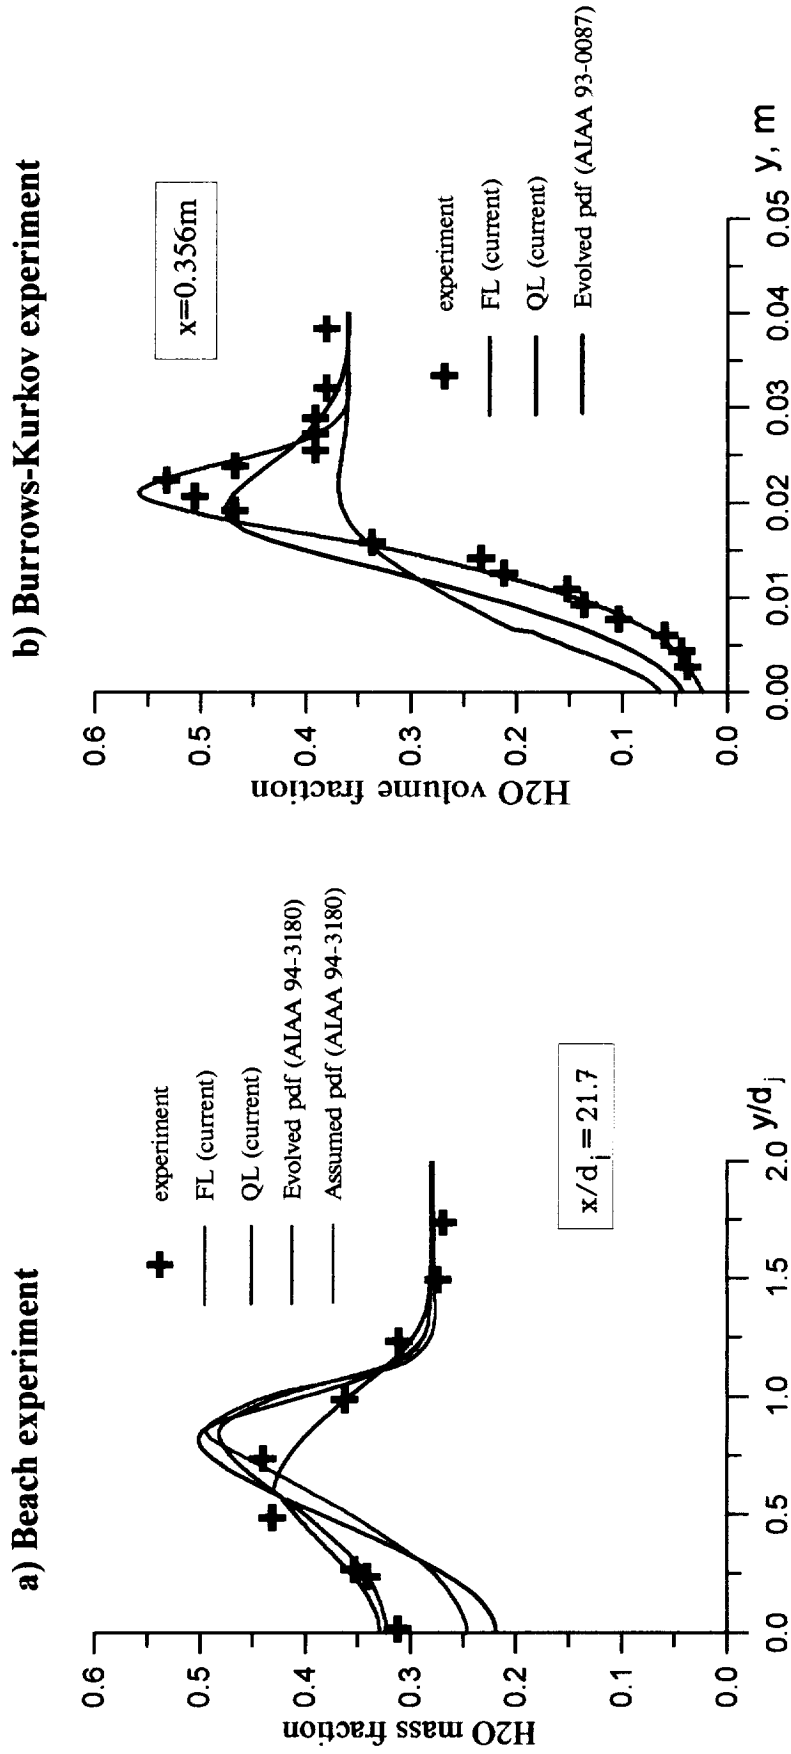 a) Beach experiment
H2O mass fraction
0.6
0.5
0.4
0.3
0.2
0.1
0.0
0.0
0.5
1.0
1.5
2.0
y/dj
experiment
FL (current)
QL (current)
Evolved pdf (AIAA 94-3180)
Assumed pdf (AIAA 94-3180)
x/dj = 21.7
b) Burrows-Kurkov experiment
H2O volume fraction
0.6
0.5
0.4
0.3
0.2
0.1
0.0
0.00
0.01
0.02
0.03
0.04
0.05
y, m
x=0.356m
experiment
FL (current)
QL (current)
Evolved pdf (AIAA 93-0087)